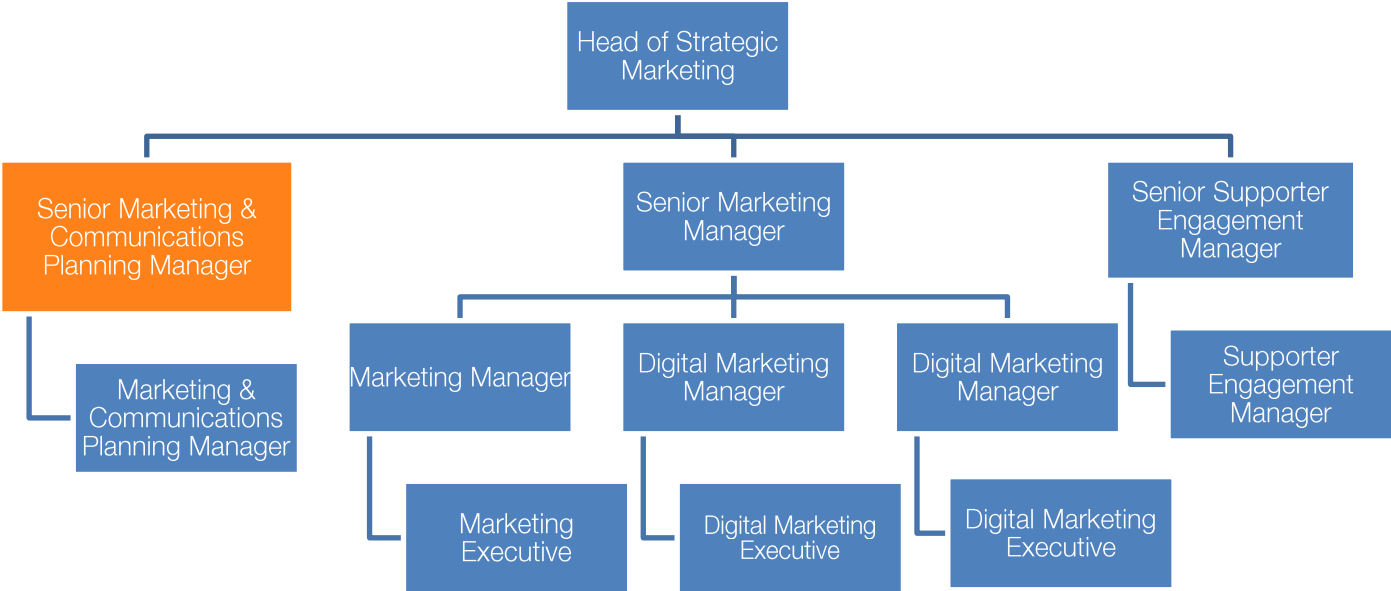 Head of Strategic
Marketing
Senior Marketing &
Communications
Planning Manager
Senior Marketing
Manager
Senior Supporter
Engagement
Manager
Marketing &
Communications
Planning Manager
Marketing Manager
Digital Marketing
Manager
Digital Marketing
Manager
Supporter
Engagement
Manager
Marketing
Executive
Digital Marketing
Executive
Digital Marketing
Executive